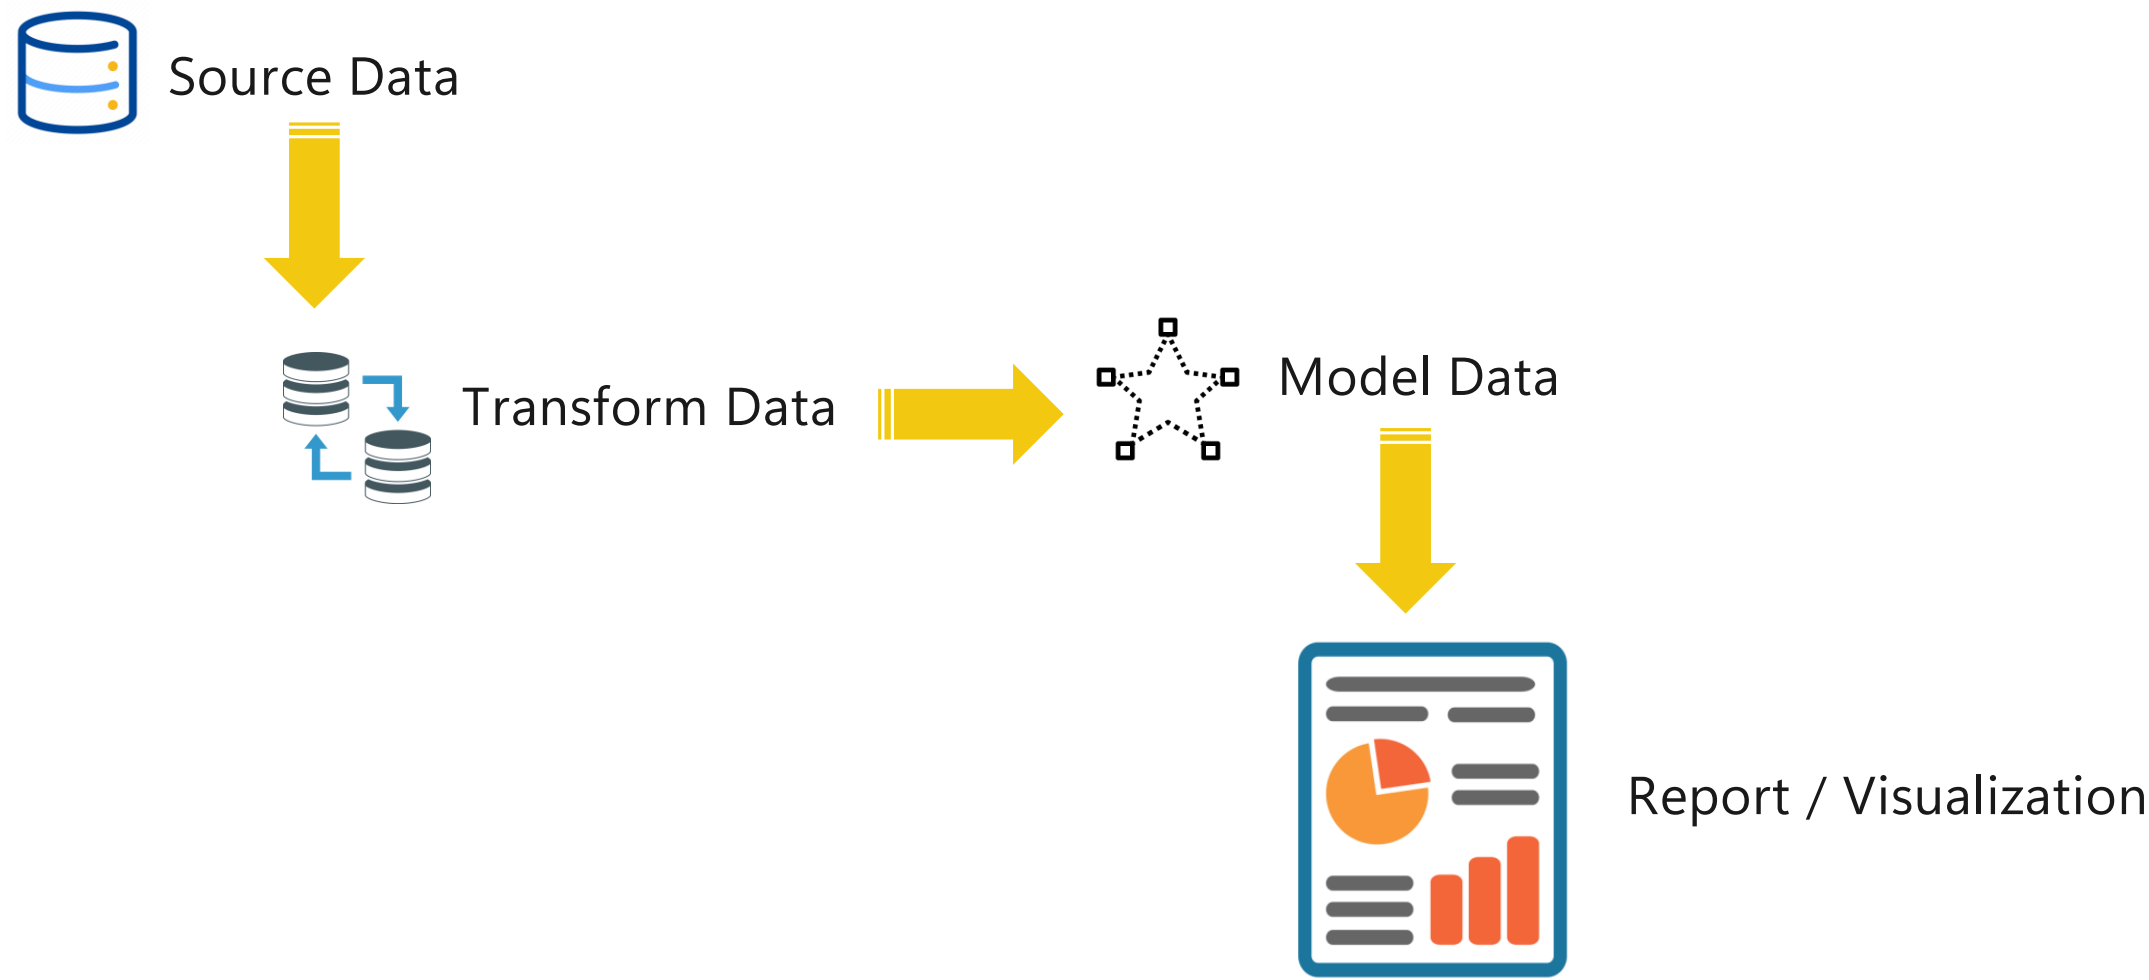 Source Data
Transform Data
Model Data
Report / Visualization